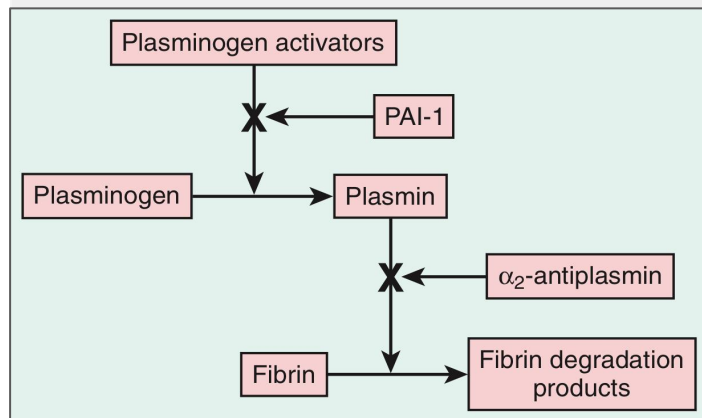 Plasminogen activators
X
PAI-1
Plasminogen
Plasmin
X
α₂-antiplasmin
Fibrin
Fibrin degradation
products